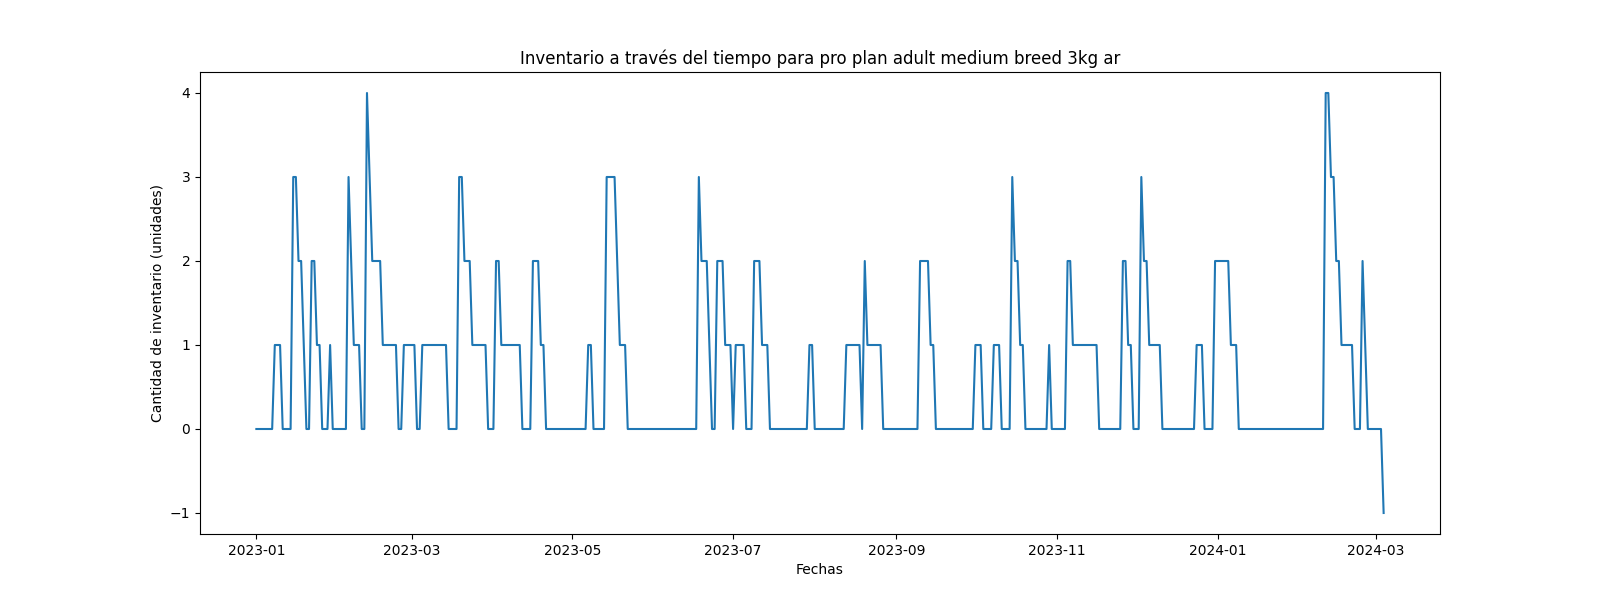 Inventario a través del tiempo para pro plan adult medium breed 3kg ar
Cantidad de inventario (unidades)
4
3
2
1
0
−1
2023-01 2023-03 2023-05 2023-07 2023-09 2023-11 2024-01 2024-03
Fechas